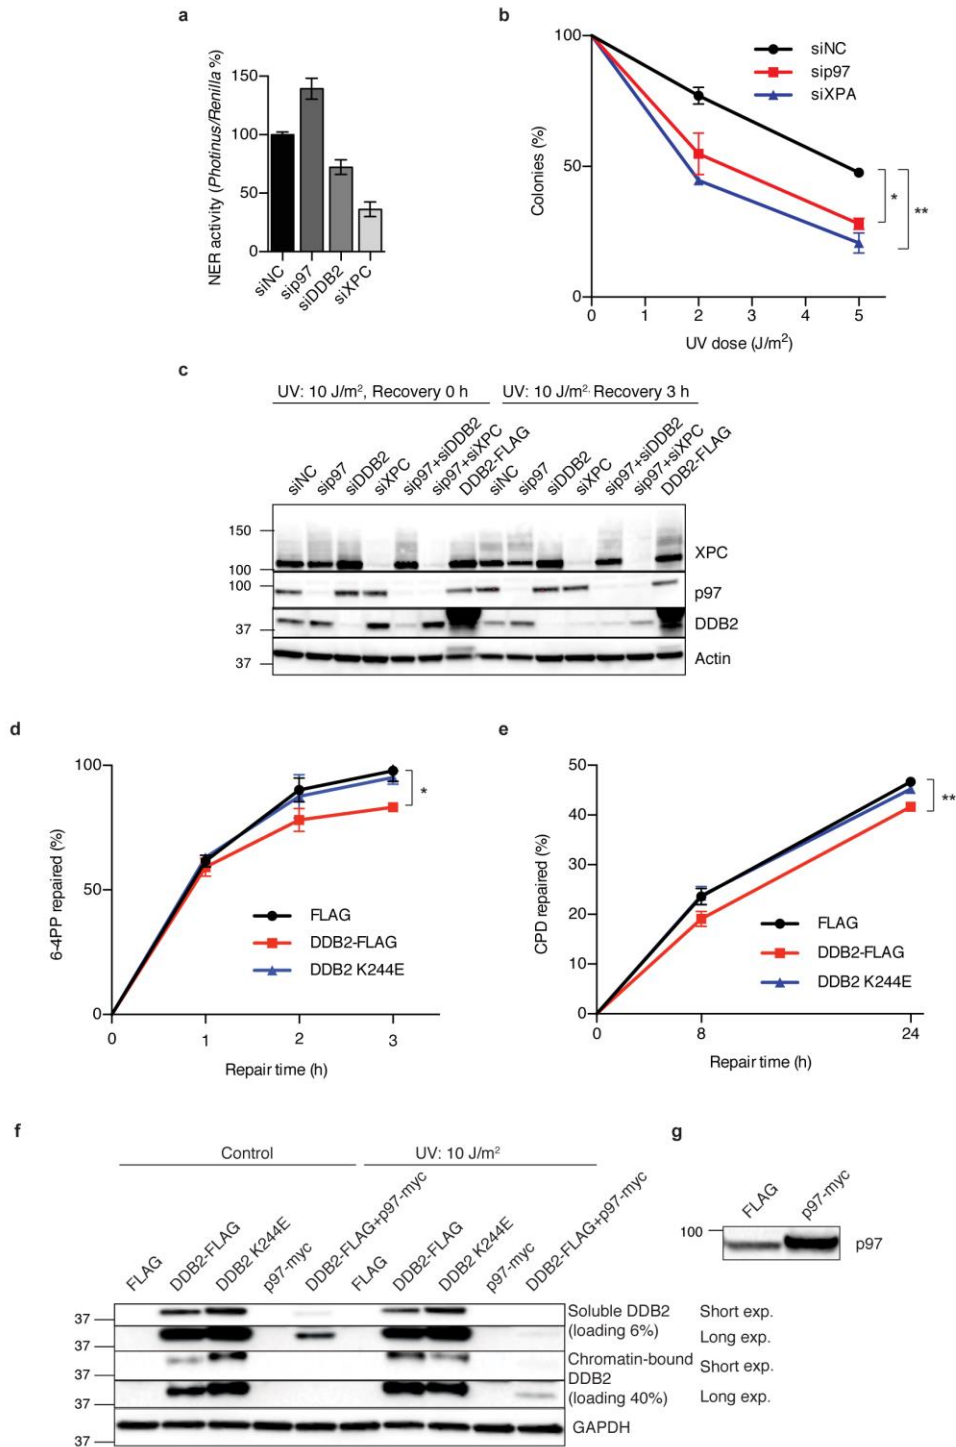 a
NER activity (Photinus/Renilla %)
150
100
50
0
siNC
sip97
siDDB2
siXPC
b
Colonies (%)
100
50
0
0 1 2 3 4 5
UV dose (J/m²)
siNC
sip97
siXPA
*
**
c
UV: 10 J/m², Recovery 0 h
UV: 10 J/m², Recovery 3 h
siNC
sip97
siDDB2
siXPC
sip97+siDDB2
sip97+siXPC
DDB2-FLAG
siNC
sip97
siDDB2
siXPC
sip97+siDDB2
sip97+siXPC
DDB2-FLAG
150
100
XPC
100
p97
37
DDB2
37
Actin
d
6-4PP repaired (%)
100
50
0
0 1 2 3
Repair time (h)
FLAG
DDB2-FLAG
DDB2 K244E
*
e
CPD repaired (%)
50
40
30
20
10
0
0 8 24
Repair time (h)
FLAG
DDB2-FLAG
DDB2 K244E
**
f
Control
UV: 10 J/m²
FLAG
DDB2-FLAG
DDB2 K244E
p97-myc
DDB2-FLAG+p97-myc
FLAG
DDB2-FLAG
DDB2 K244E
p97-myc
DDB2-FLAG+p97-myc
37
37
37
37
37
Soluble DDB2
(loading 6%)
Short exp.
Long exp.
Chromatin-bound
DDB2
(loading 40%)
Short exp.
Long exp.
GAPDH
g
FLAG
p97-myc
100
p97